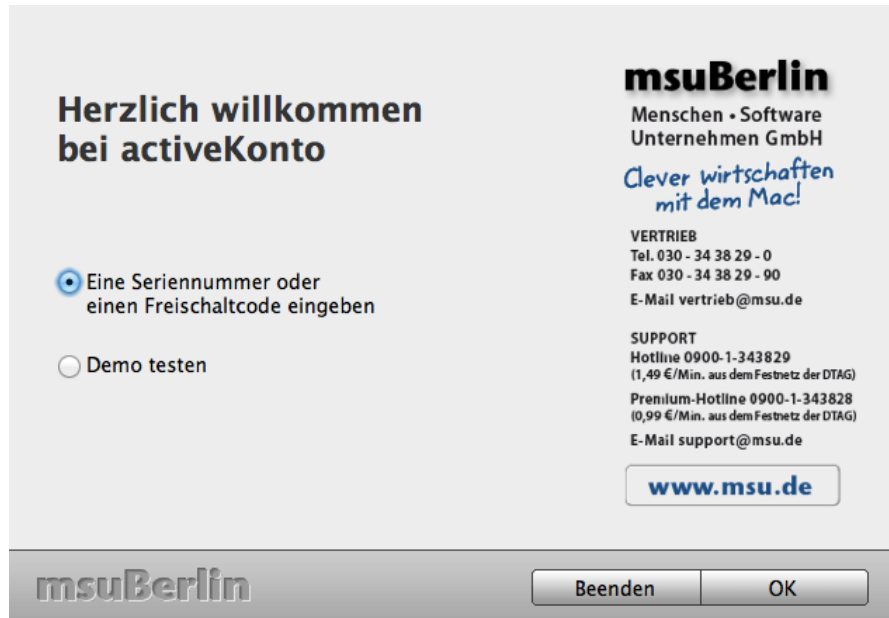 Herzlich willkommen
bei activeKonto
Eine Seriennummer oder
einen Freischaltcode eingeben
Demo testen
msuBerlin
Menschen • Software
Unternehmen GmbH
Clever wirtschaften
mit dem Mac!
VERTRIEB
Tel. 030 - 34 38 29 - 0
Fax 030 - 34 38 29 - 90
E-Mail vertrieb@msu.de
SUPPORT
Hotline 0900-1-343829
(1,49 €/Min. aus dem Festnetz der DTAG)
Premium-Hotline 0900-1-343828
(0,99 €/Min. aus dem Festnetz der DTAG)
E-Mail support@msu.de
www.msu.de
msuBerlin
Beenden
OK